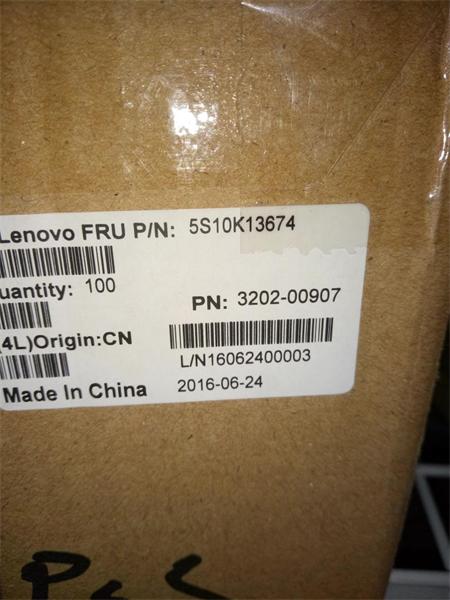 Lenovo FRU P/N: 5S10K13674
uantity: 100
PN: 3202-00907
(4L)Origin:CN
L/N16062400003
Made In China
2016-06-24